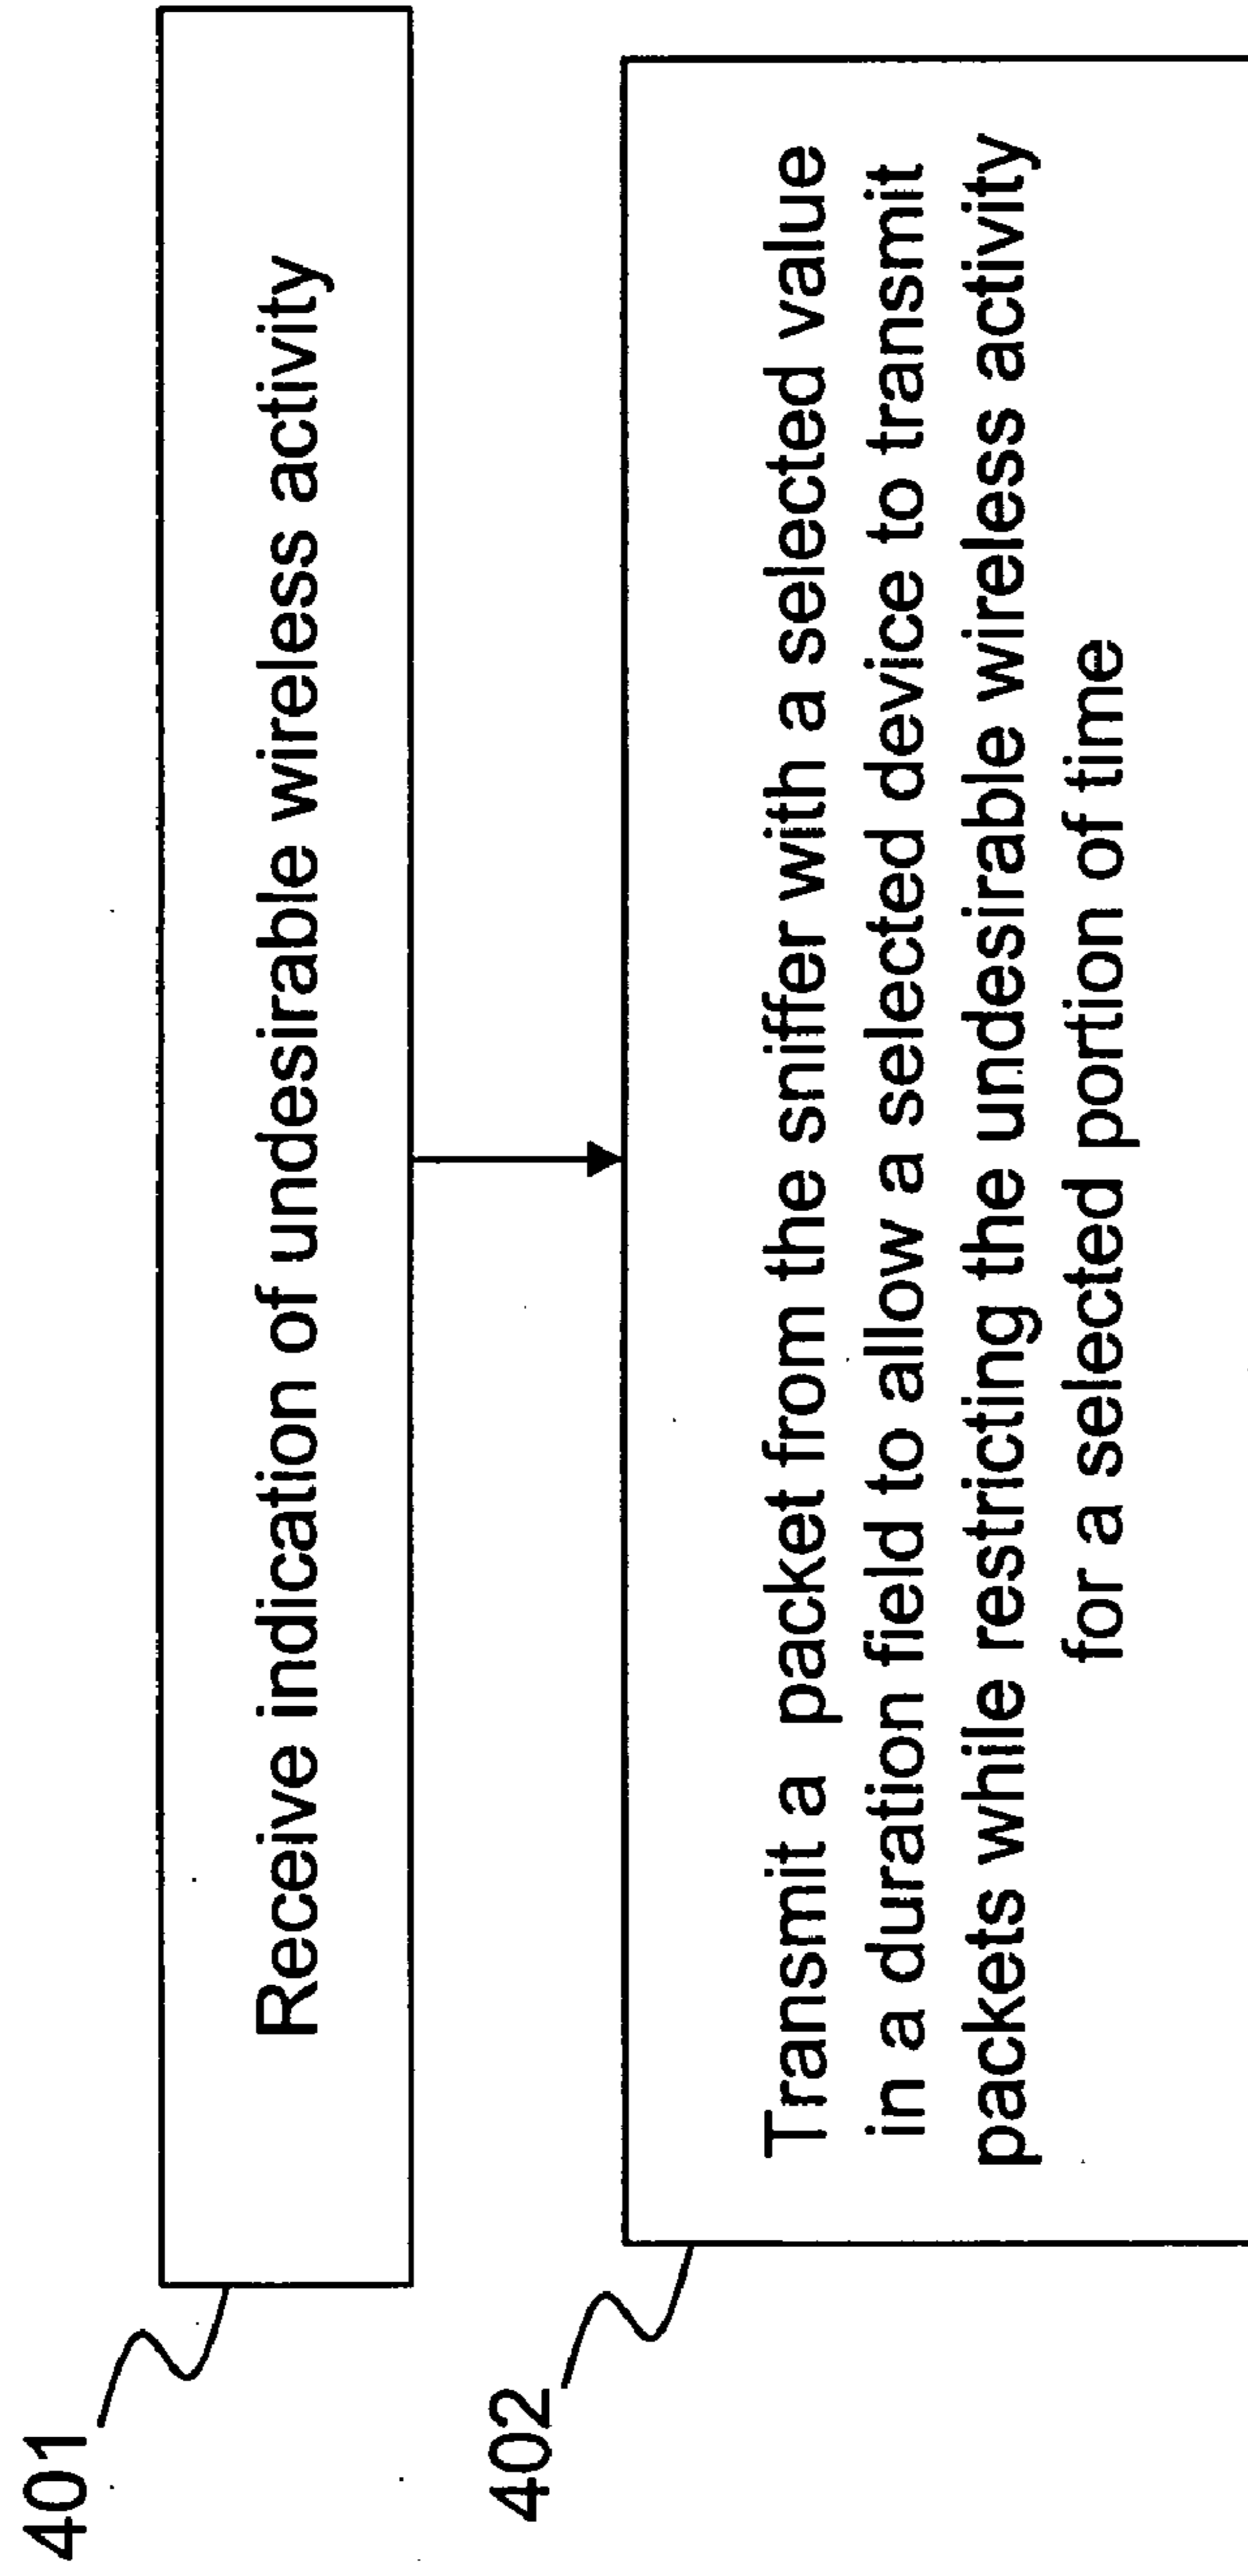 401
Receive indication of undesirable wireless activity
402
Transmit a packet from the sniffer with a selected value
in a duration field to allow a selected device to transmit
packets while restricting the undesirable wireless activity
for a selected portion of time